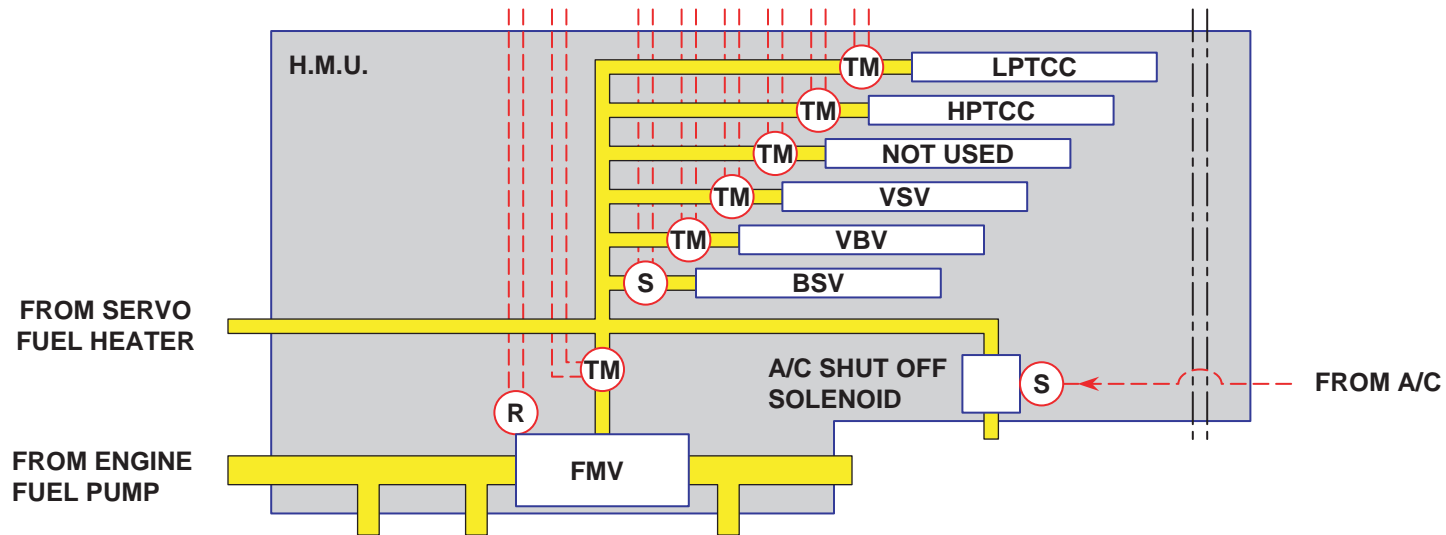 H.M.U.
TM
LPTCC
TM
HPTCC
TM
NOT USED
TM
VSV
TM
VBV
S
BSV
FROM SERVO
FUEL HEATER
TM
A/C SHUT OFF
SOLENOID
S
FROM A/C
R
FROM ENGINE
FUEL PUMP
FMV